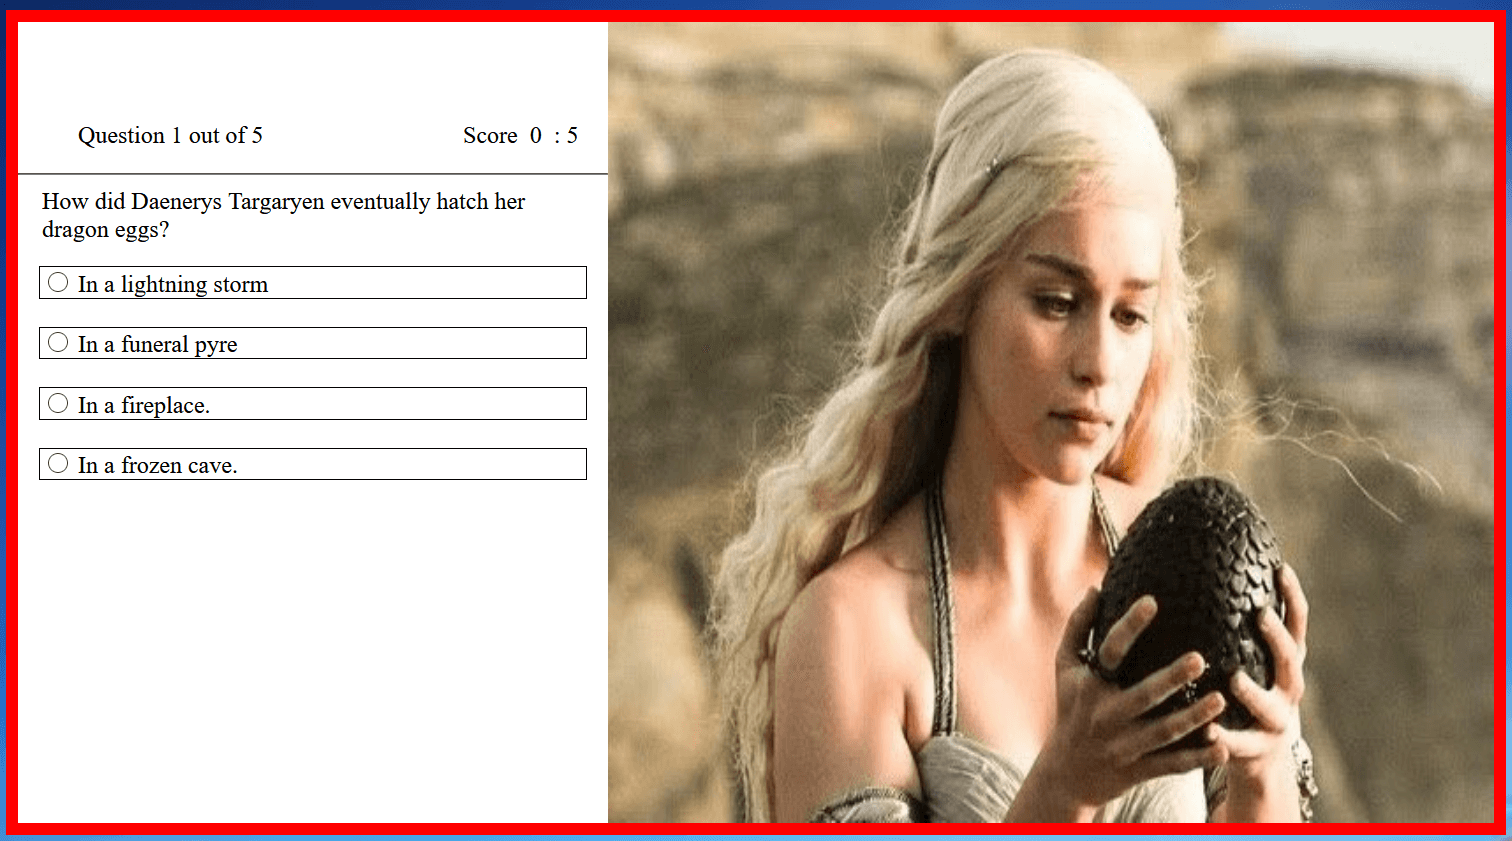 Question 1 out of 5 Score 0 : 5
How did Daenerys Targaryen eventually hatch her
dragon eggs?
In a lightning storm
In a funeral pyre
In a fireplace.
In a frozen cave.